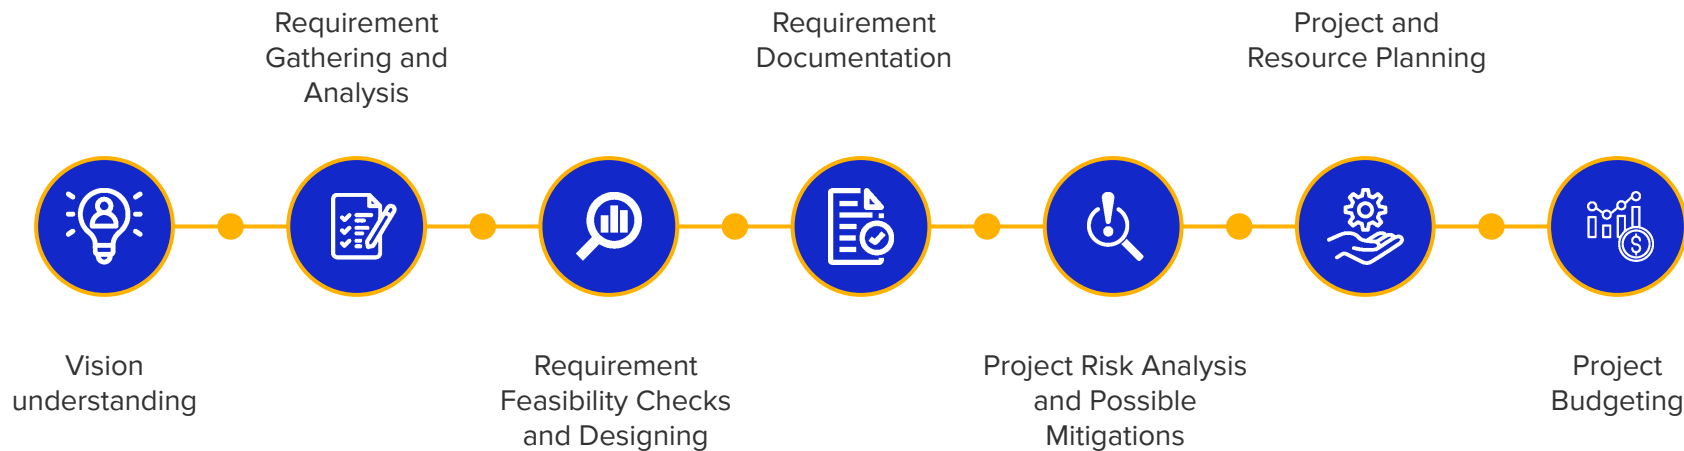 Vision
understanding
Requirement
Gathering and
Analysis
Requirement
Feasibility Checks
and Designing
Requirement
Documentation
Project Risk Analysis
and Possible
Mitigations
Project and
Resource Planning
Project
Budgeting
$